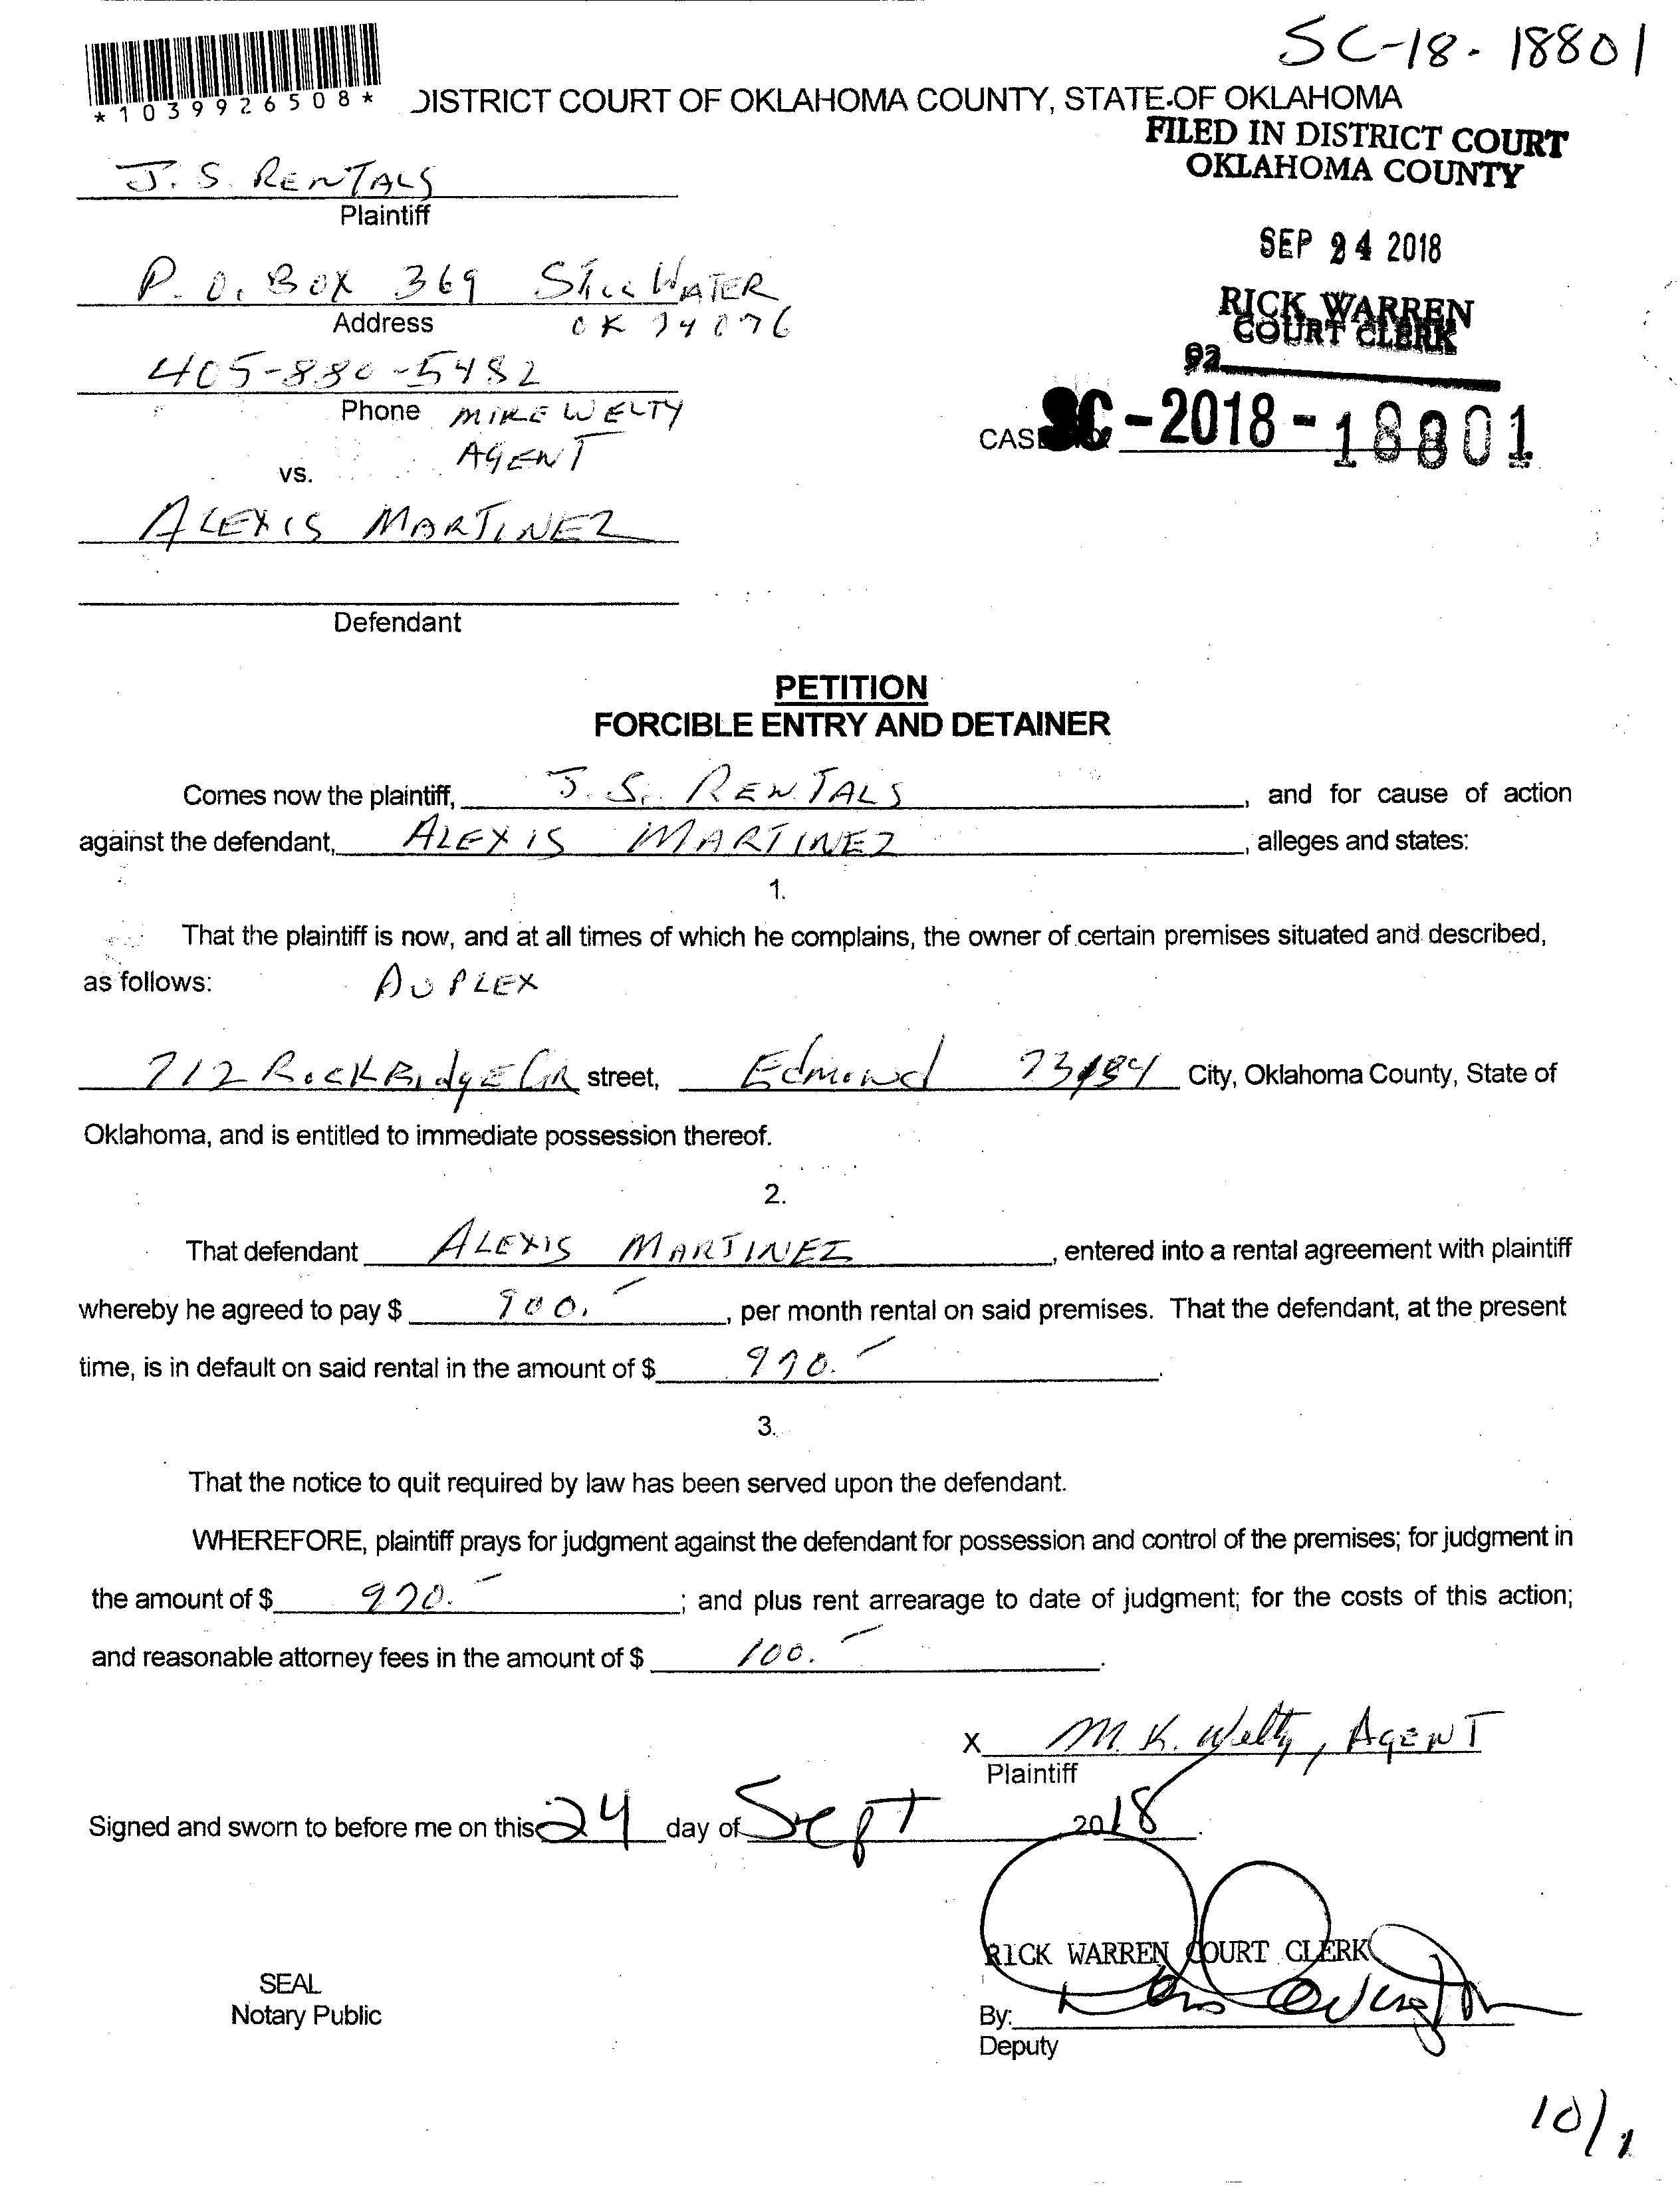 SC-18-18801
*1039926508*
DISTRICT COURT OF OKLAHOMA COUNTY, STATE OF OKLAHOMA
FILED IN DISTRICT COURT
OKLAHOMA COUNTY
J. S. RENTALS
Plaintiff
SEP 24 2018
P. O. BOX 369 STILLWATER
Address OK 74076
RICK WARREN
COURT CLERK
92
405-880-5482
Phone MIKE WELTY
AGENT
CAS SC-2018-18801
vs.
ALEXIS MARTINEZ
Defendant
PETITION
FORCIBLE ENTRY AND DETAINER
Comes now the plaintiff, J. S. RENTALS, and for cause of action
against the defendant, ALEXIS MARTINEZ, alleges and states:
1.
That the plaintiff is now, and at all times of which he complains, the owner of certain premises situated and described,
as follows: DUPLEX
712 ROCKBRIDGE CIR street, Edmond City, Oklahoma County, State of
Oklahoma, and is entitled to immediate possession thereof.
2.
That defendant ALEXIS MARTINEZ, entered into a rental agreement with plaintiff
whereby he agreed to pay $ 900.-, per month rental on said premises. That the defendant, at the present
time, is in default on said rental in the amount of $ 970.-.
3.
That the notice to quit required by law has been served upon the defendant.
WHEREFORE, plaintiff prays for judgment against the defendant for possession and control of the premises; for judgment in
the amount of $ 970.-; and plus rent arrearage to date of judgment; for the costs of this action;
and reasonable attorney fees in the amount of $ 100.-.
X M. K. Welty, AGENT
Plaintiff
Signed and sworn to before me on this 24 day of Sept 2018.
RICK WARREN COURT CLERK
SEAL
Notary Public
By:
Deputy
10/1